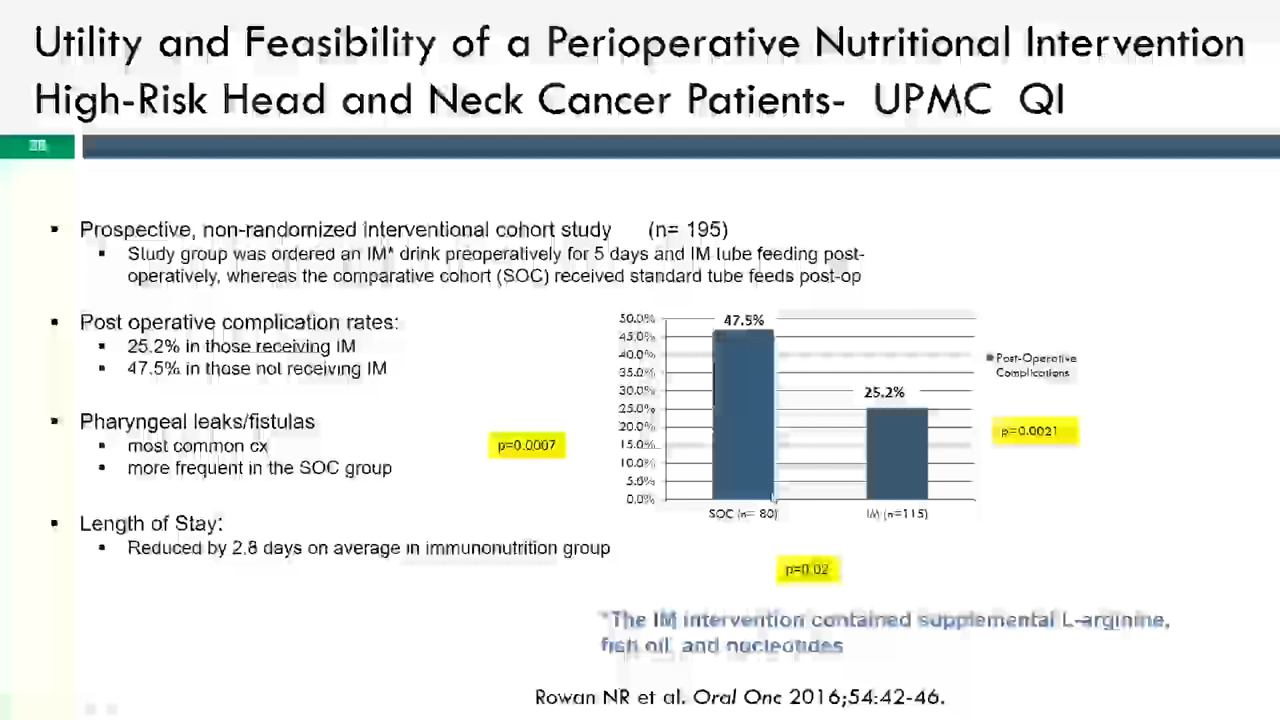 Utility and Feasibility of a Perioperative Nutritional Intervention
High-Risk Head and Neck Cancer Patients- UPMC QI
▪ Prospective, non-randomized interventional cohort study (n= 195)
▪ Study group was ordered an IM* drink preoperatively for 5 days and IM tube feeding post-
operatively, whereas the comparative cohort (SOC) received standard tube feeds post-op
▪ Post operative complication rates:
▪ 25.2% in those receiving IM
▪ 47.5% in those not receiving IM
▪ Pharyngeal leaks/fistulas
▪ most common cx
▪ more frequent in the SOC group
p=0.0007
▪ Length of Stay:
▪ Reduced by 2.8 days on average in immunonutrition group
50.0%
45.0%
40.0%
35.0%
30.0%
25.0%
20.0%
15.0%
10.0%
5.0%
0.0%
47.5%
25.2%
SOC (n= 80)
IM (n=115)
Post-Operative
Complications
p=0.0021
p=0.02
*The IM intervention contained supplemental L-arginine,
fish oil, and nucleotides
Rowan NR et al. Oral Onc 2016;54:42-46.